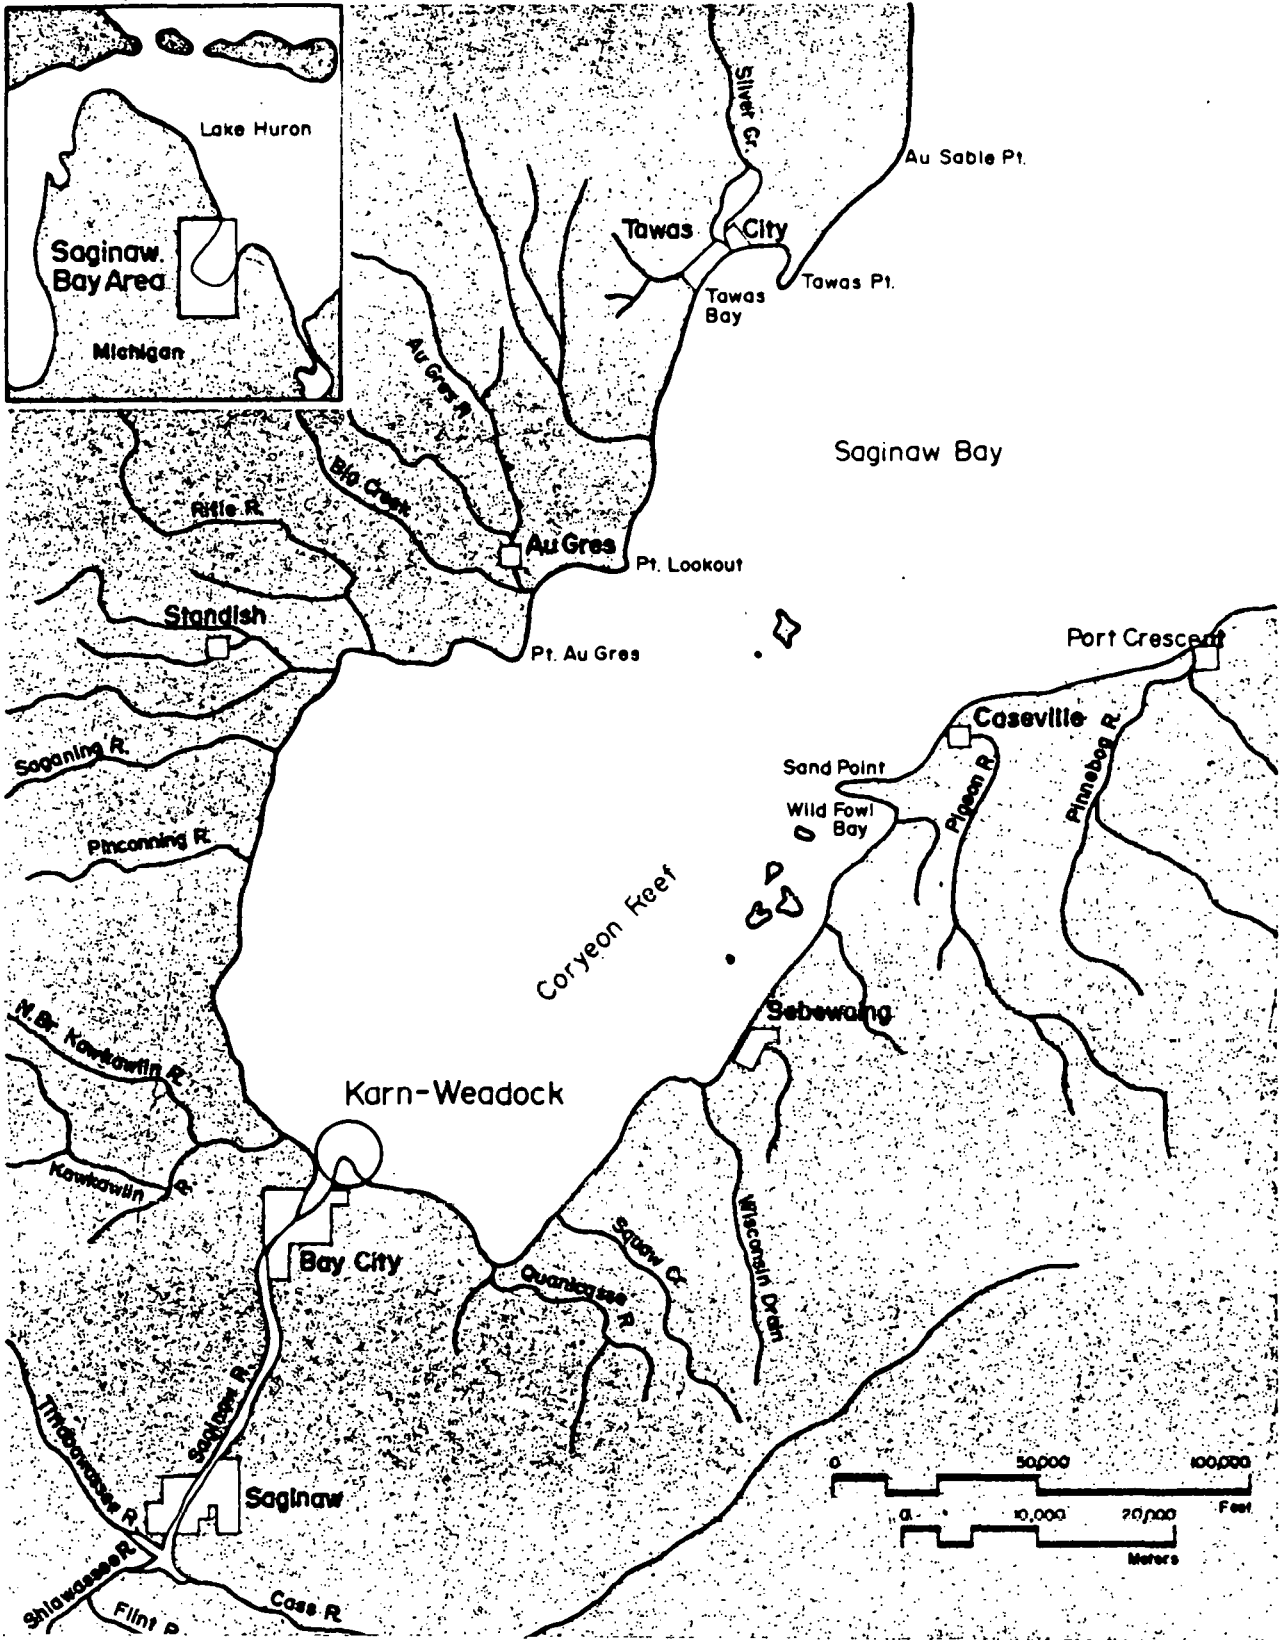 Lake Huron
Saginaw.
Bay Area
Michigan
Silver Cr.
Au Sable Pt.
Tawas City
Tawas Pt.
Tawas
Bay
Au Gres R.
Saginaw Bay
Big Creek
Rifle R.
Au Gres
Pt. Lookout
Standish
Pt. Au Gres
Port Crescent
Caseville
Saganing R.
Sand Point
Pigeon R.
Pinnebog R.
Wild Fowl
Bay
Pinconning R.
Coryeon Reef
Sebewaing
N. Br. Kawkawlin R.
Karn-Weadock
Kawkawlin R.
Bay City
Squaw Cr.
Wisconsin Drain
Quanicassee R.
Saginaw R.
Tittabawassee R.
Saginaw
0 50,000 100,000
Feet
0 10,000 20,000
Meters
Shiawassee R.
Flint R
Cass R.